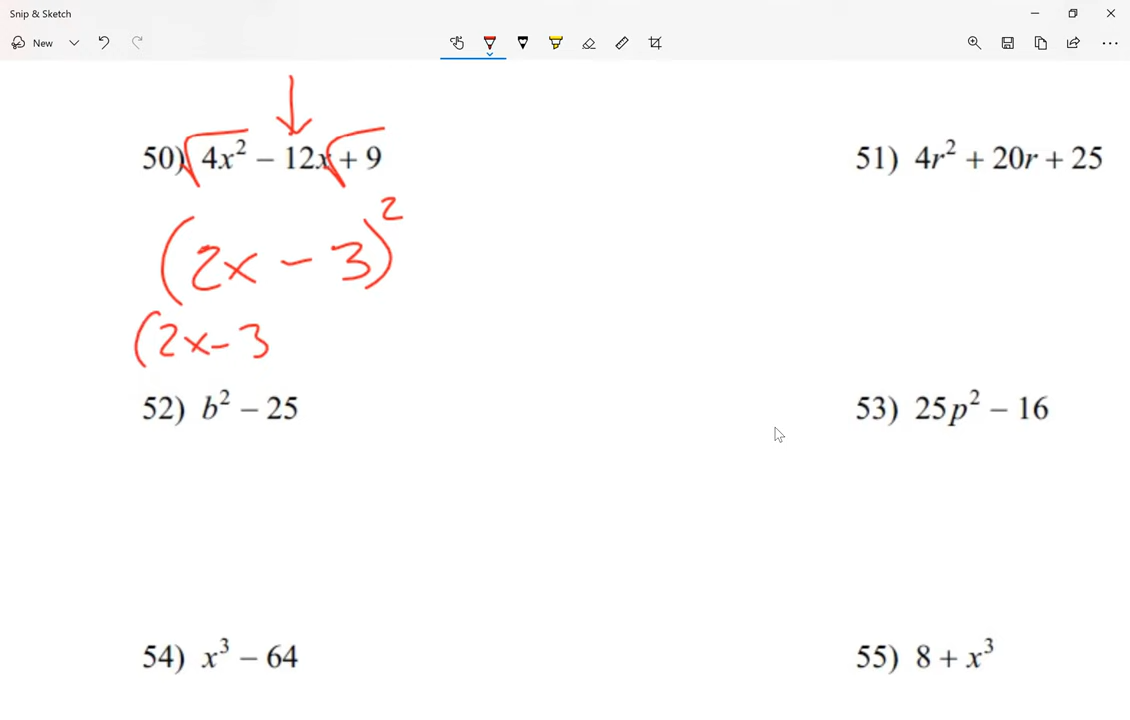 Snip & Sketch
New
50) √4x² − 12x √+ 9
51) 4r² + 20r + 25
(2x − 3)²
(2x − 3
52) b² − 25
53) 25p² − 16
54) x³ − 64
55) 8 + x³